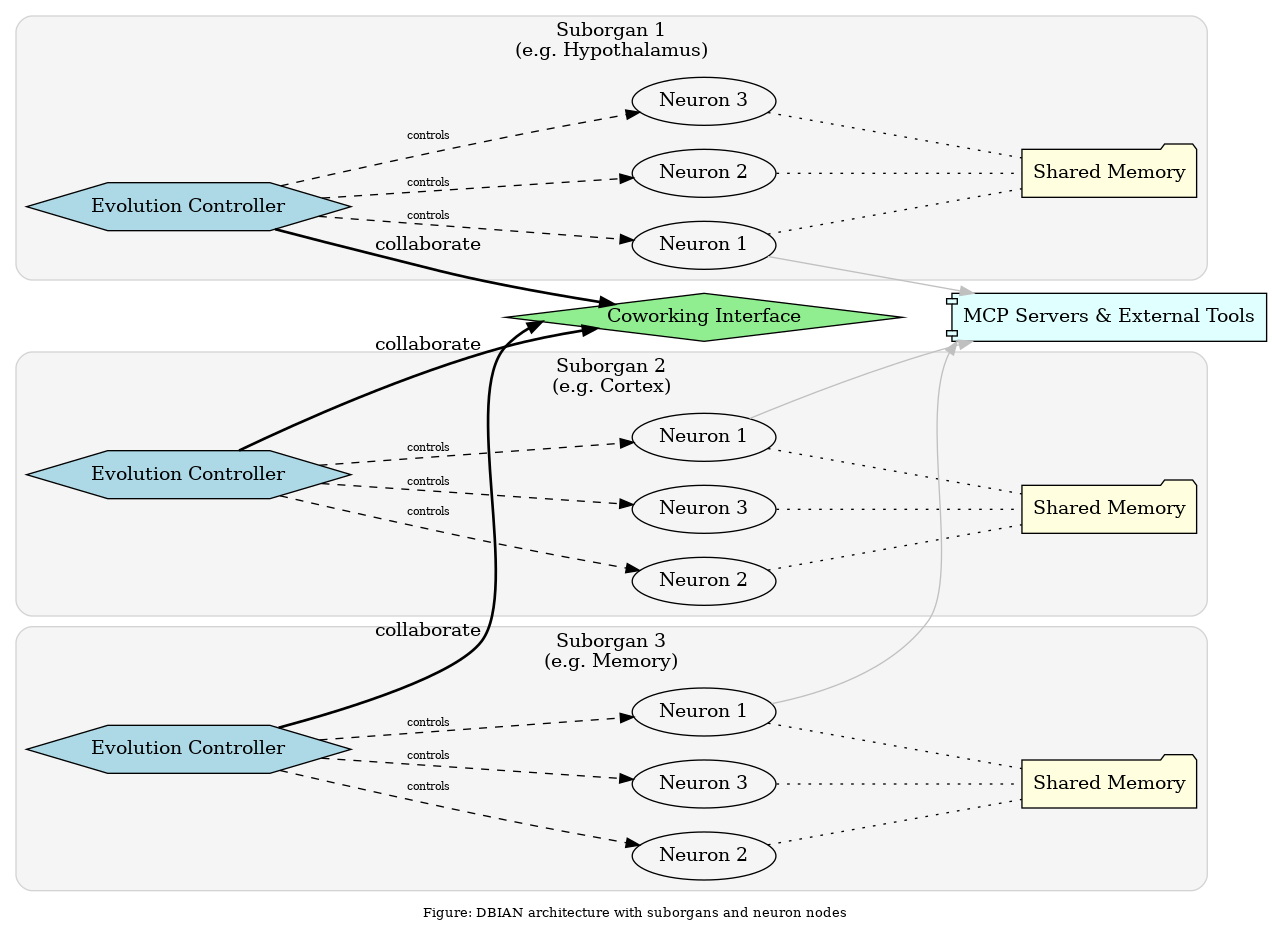 Suborgan 1
(e.g. Hypothalamus)
Neuron 3
controls
Neuron 2
Shared Memory
controls
Evolution Controller
controls
Neuron 1
collaborate
Coworking Interface
MCP Servers & External Tools
collaborate
Suborgan 2
(e.g. Cortex)
Neuron 1
controls
Evolution Controller
controls
Neuron 3
Shared Memory
controls
Neuron 2
collaborate
Suborgan 3
(e.g. Memory)
Neuron 1
controls
Evolution Controller
controls
Neuron 3
Shared Memory
controls
Neuron 2
Figure: DBIAN architecture with suborgans and neuron nodes